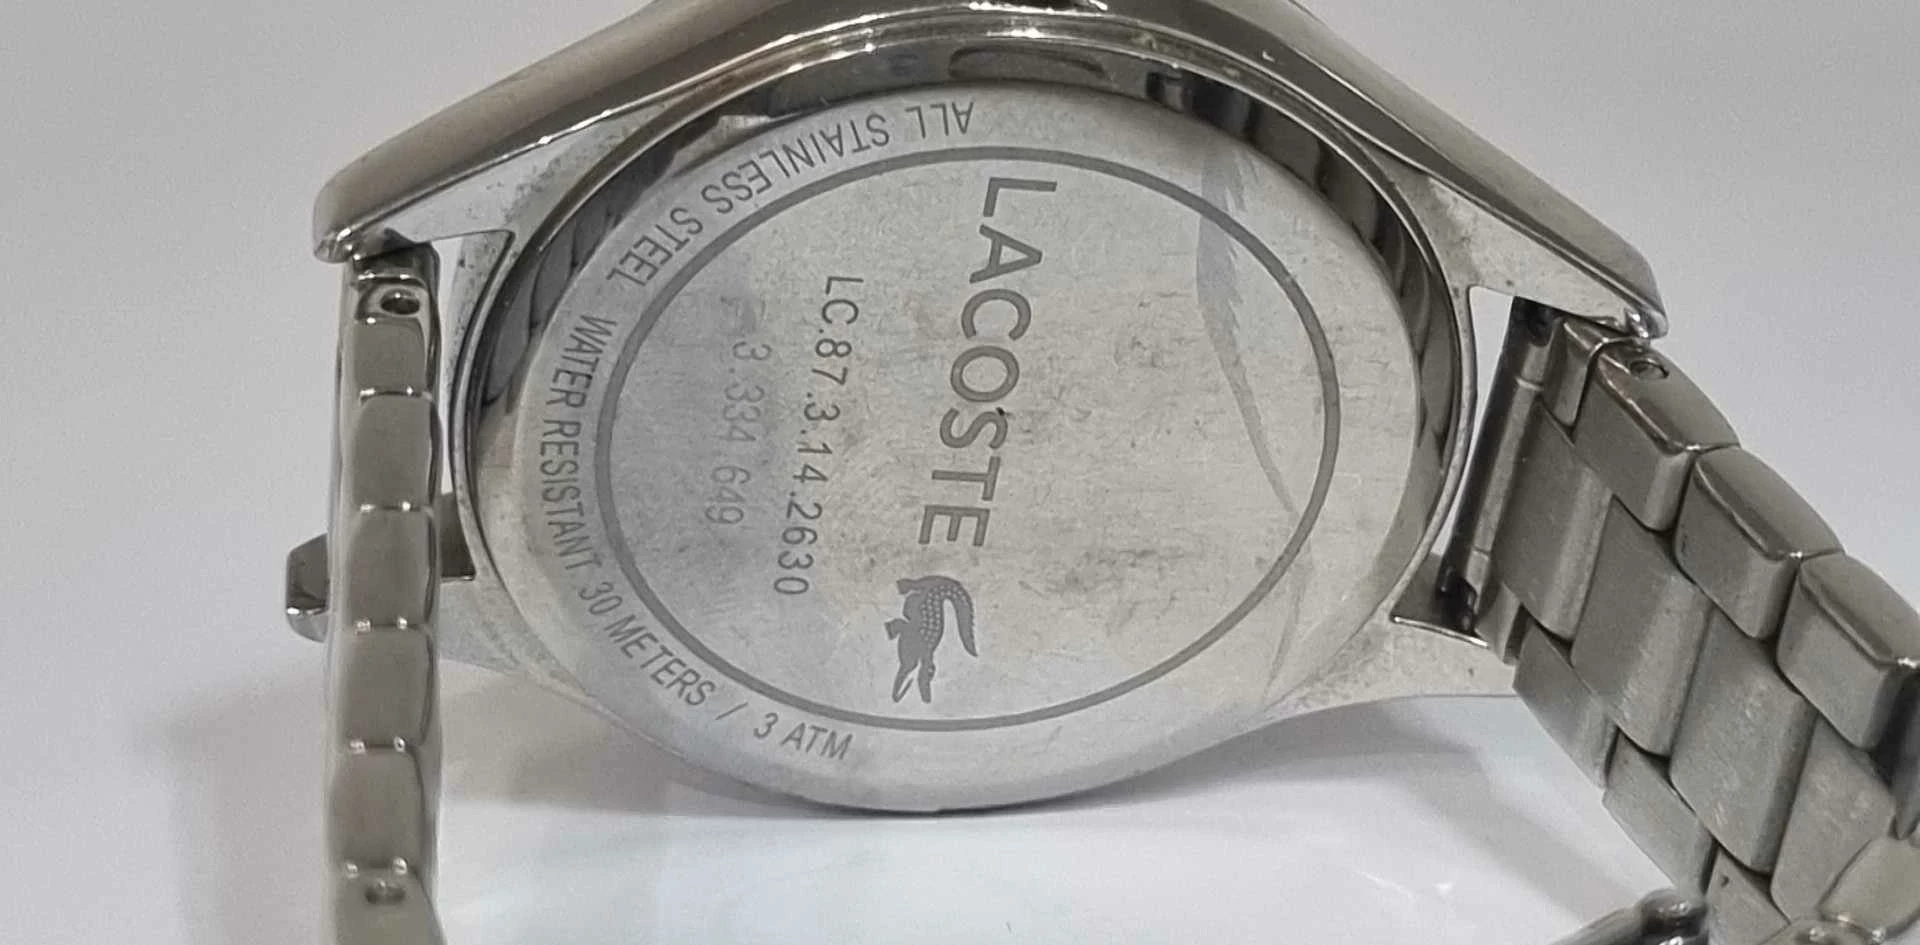 LACOSTE
LC.87.3.14.2630
3.334 649
ALL STAINLESS STEEL WATER RESISTANT 30 METERS / 3 ATM